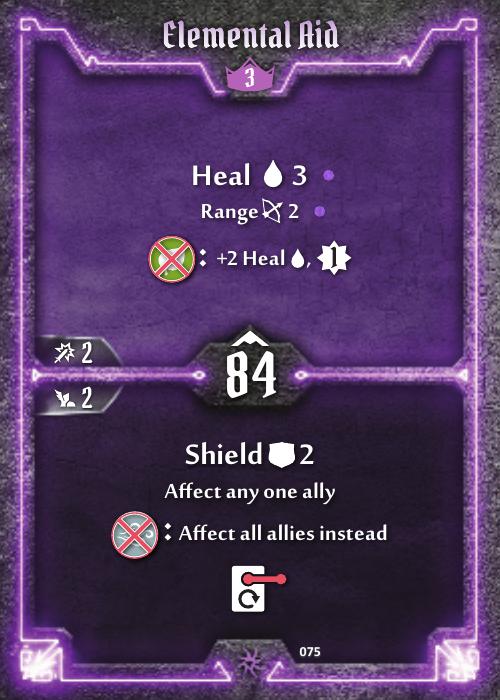 Elemental Aid
3
Heal 3
Range 2
: +2 Heal , 1
2
84
2
Shield 2
Affect any one ally
: Affect all allies instead
075